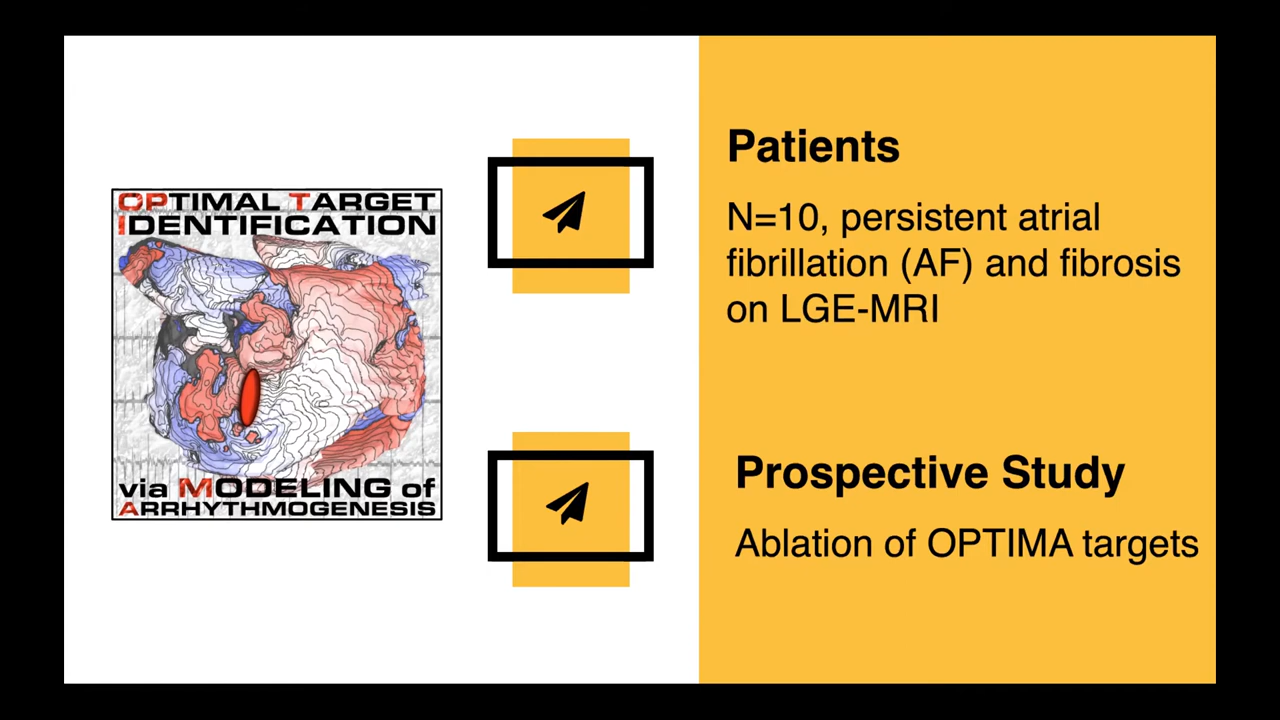 OPTIMAL TARGET
IDENTIFICATION
via MODELING of
ARRHYTHMOGENESIS
Patients
N=10, persistent atrial
fibrillation (AF) and fibrosis
on LGE-MRI
Prospective Study
Ablation of OPTIMA targets